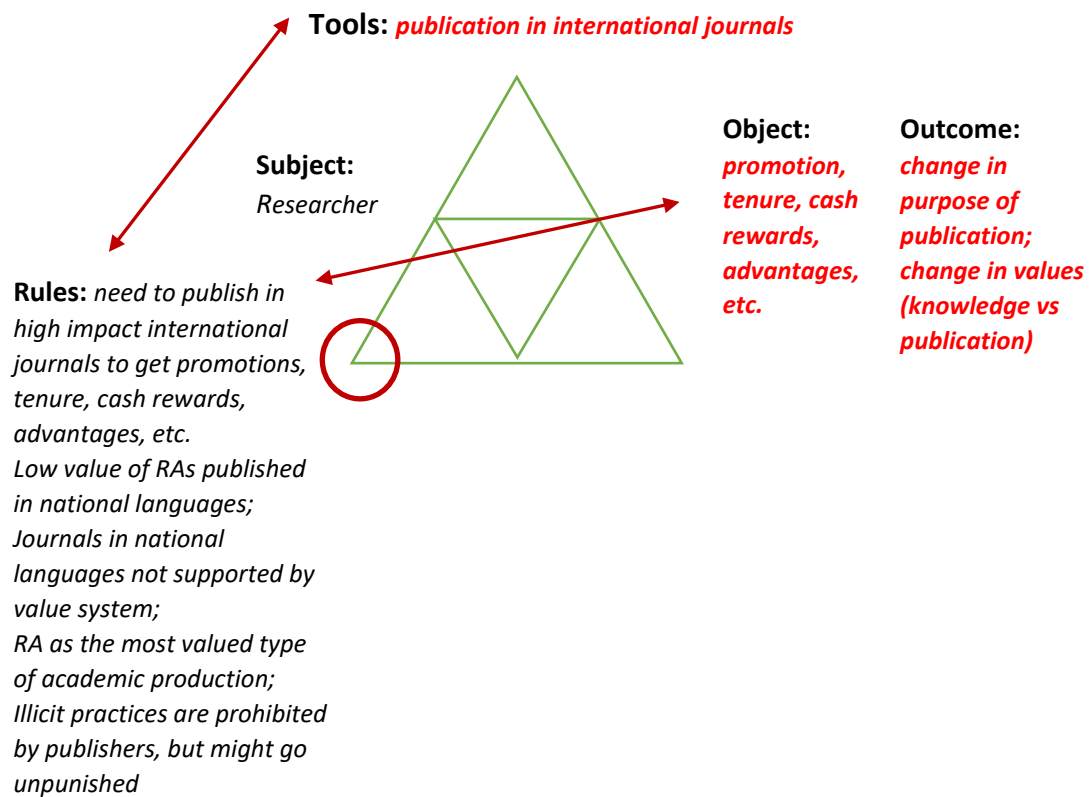 Tools: publication in international journals
Subject:
Researcher
Object:
promotion,
tenure, cash
rewards,
advantages,
etc.
Outcome:
change in
purpose of
publication;
change in values
(knowledge vs
publication)
Rules: need to publish in
high impact international
journals to get promotions,
tenure, cash rewards,
advantages, etc.
Low value of RAs published
in national languages;
Journals in national
languages not supported by
value system;
RA as the most valued type
of academic production;
Illicit practices are prohibited
by publishers, but might go
unpunished